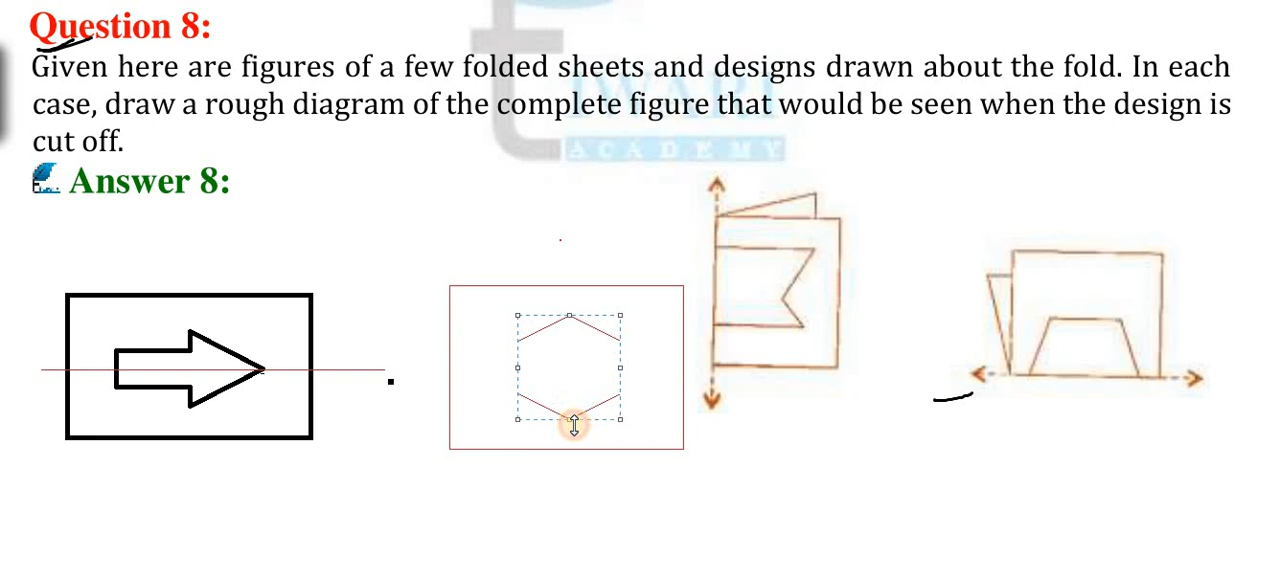 Question 8:
Given here are figures of a few folded sheets and designs drawn about the fold. In each
case, draw a rough diagram of the complete figure that would be seen when the design is
cut off.
Answer 8:
TIWARI
ACADEMY